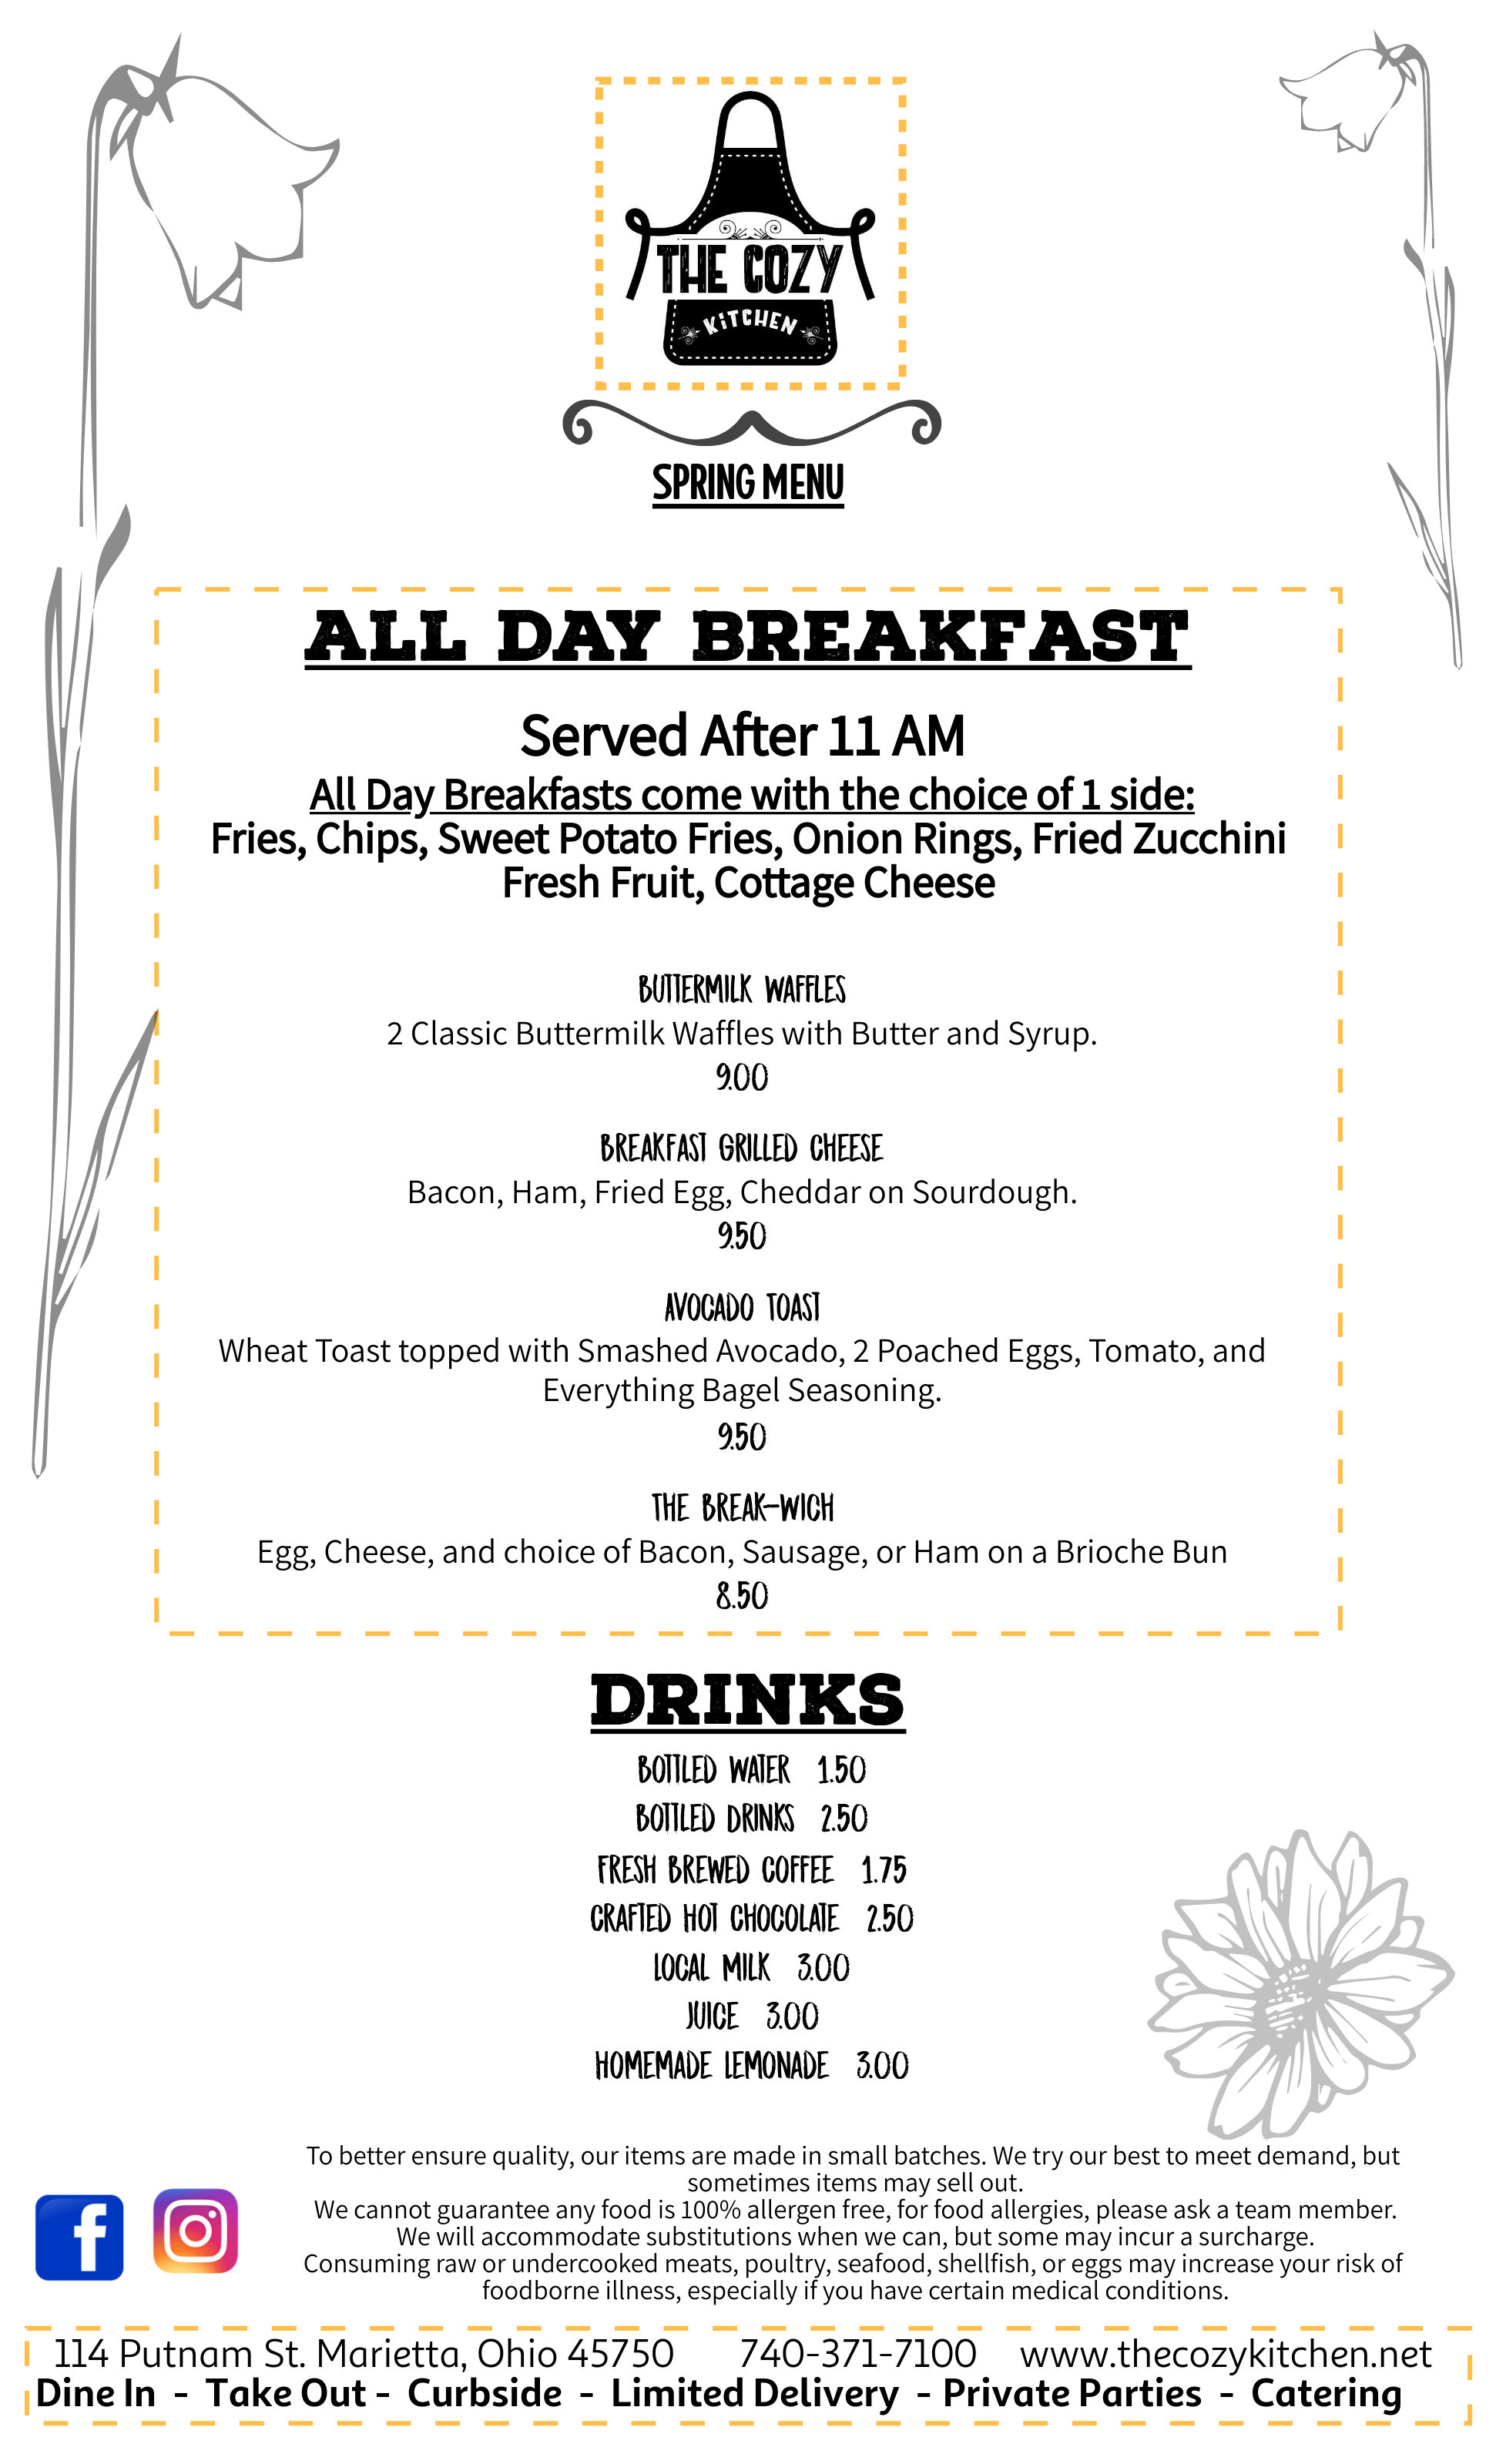 THE COZY
KiTCHEN
SPRING MENU
ALL DAY BREAKFAST
Served After 11 AM
All Day Breakfasts come with the choice of 1 side:
Fries, Chips, Sweet Potato Fries, Onion Rings, Fried Zucchini
Fresh Fruit, Cottage Cheese
BUTTERMILK WAFFLES
2 Classic Buttermilk Waffles with Butter and Syrup.
9.00
BREAKFAST GRILLED CHEESE
Bacon, Ham, Fried Egg, Cheddar on Sourdough.
9.50
AVOCADO TOAST
Wheat Toast topped with Smashed Avocado, 2 Poached Eggs, Tomato, and
Everything Bagel Seasoning.
9.50
THE BREAK-WICH
Egg, Cheese, and choice of Bacon, Sausage, or Ham on a Brioche Bun
8.50
DRINKS
BOTTLED WATER 1.50
BOTTLED DRINKS 2.50
FRESH BREWED COFFEE 1.75
CRAFTED HOT CHOCOLATE 2.50
LOCAL MILK 3.00
JUICE 3.00
HOMEMADE LEMONADE 3.00
To better ensure quality, our items are made in small batches. We try our best to meet demand, but
sometimes items may sell out.
We cannot guarantee any food is 100% allergen free, for food allergies, please ask a team member.
We will accommodate substitutions when we can, but some may incur a surcharge.
Consuming raw or undercooked meats, poultry, seafood, shellfish, or eggs may increase your risk of
foodborne illness, especially if you have certain medical conditions.
114 Putnam St. Marietta, Ohio 45750 740-371-7100 www.thecozykitchen.net
Dine In - Take Out - Curbside - Limited Delivery - Private Parties - Catering